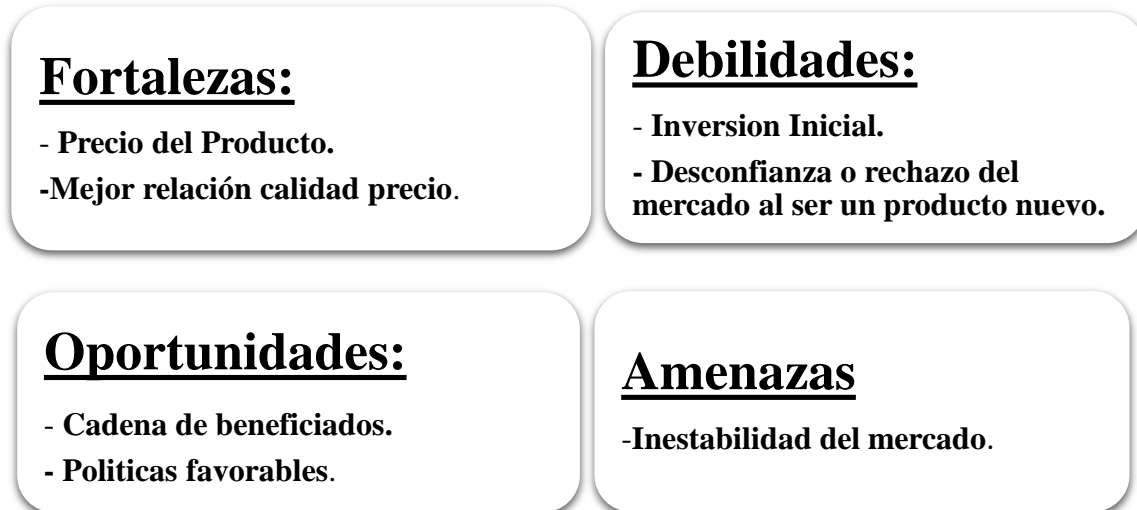 Fortalezas:
- Precio del Producto.
-Mejor relación calidad precio.
Debilidades:
- Inversion Inicial.
- Desconfianza o rechazo del
mercado al ser un producto nuevo.
Oportunidades:
- Cadena de beneficiados.
- Politicas favorables.
Amenazas
-Inestabilidad del mercado.